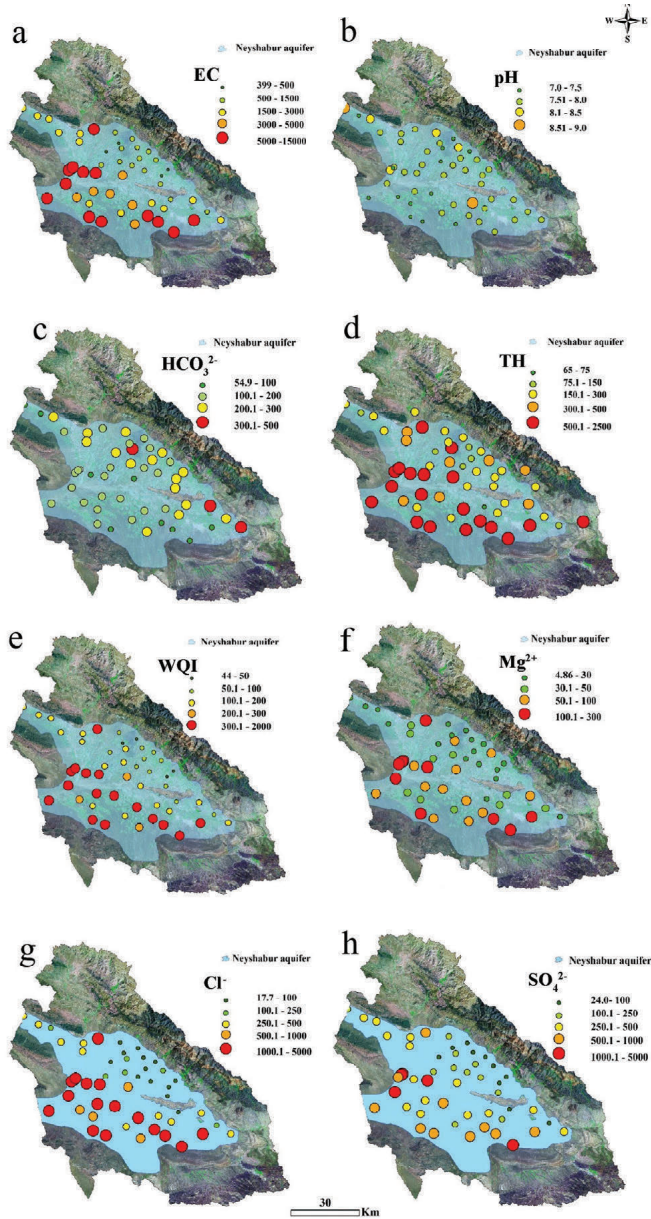 N
W E
S
a
Neyshabur aquifer
EC
399 - 500
500 - 1500
1500 - 3000
3000 - 5000
5000 -15000
b
Neyshabur aquifer
pH
7.0 - 7.5
7.51 - 8.0
8.1 - 8.5
8.51 - 9.0
c
Neyshabur aquifer
HCO₃²⁻
54.9 - 100
100.1 - 200
200.1 - 300
300.1 - 500
d
Neyshabur aquifer
TH
65 - 75
75.1 - 150
150.1 - 300
300.1 - 500
500.1 - 2500
e
Neyshabur aquifer
WQI
44 - 50
50.1 - 100
100.1 - 200
200.1 - 300
300.1 - 2000
f
Neyshabur aquifer
Mg²⁺
4.86 - 30
30.1 - 50
50.1 - 100
100.1 - 300
g
Neyshabur aquifer
Cl⁻
17.7 - 100
100.1 - 250
250.1 - 500
500.1 - 1000
1000.1 - 5000
h
Neyshabur aquifer
SO₄²⁻
24.0- 100
100.1 - 250
250.1 - 500
500.1 - 1000
1000.1 - 5000
30
Km